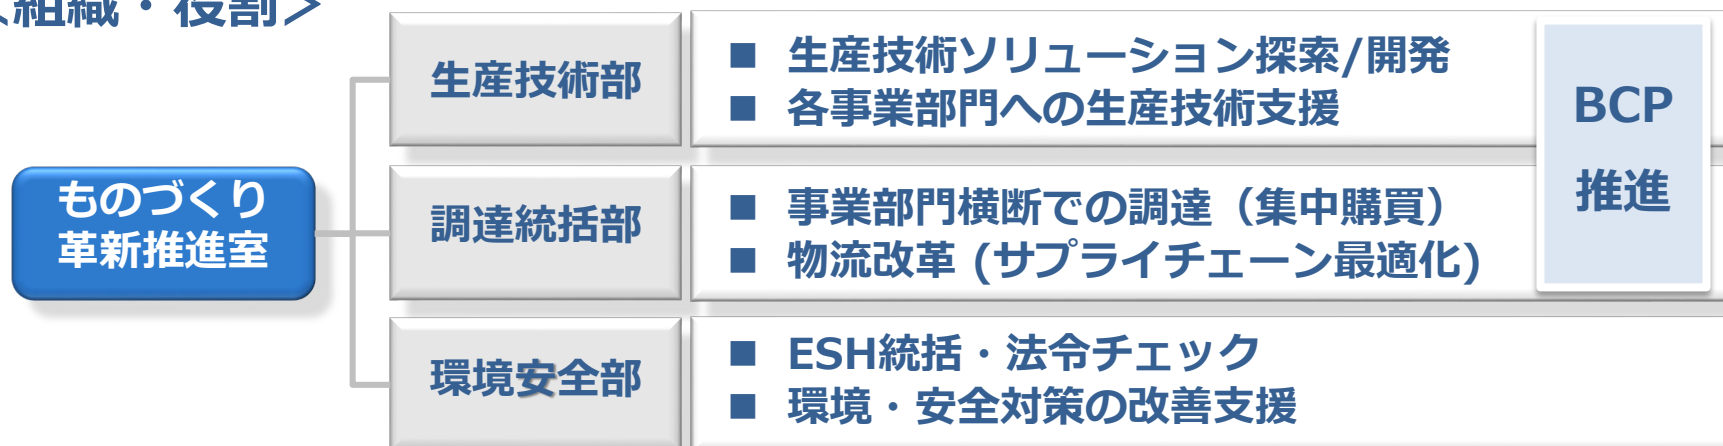 <組織・役割>
ものづくり
革新推進室
生産技術部
■ 生産技術ソリューション探索/開発
■ 各事業部門への生産技術支援
調達統括部
■ 事業部門横断での調達（集中購買）
■ 物流改革 (サプライチェーン最適化)
環境安全部
■ ESH統括・法令チェック
■ 環境・安全対策の改善支援
BCP
推進